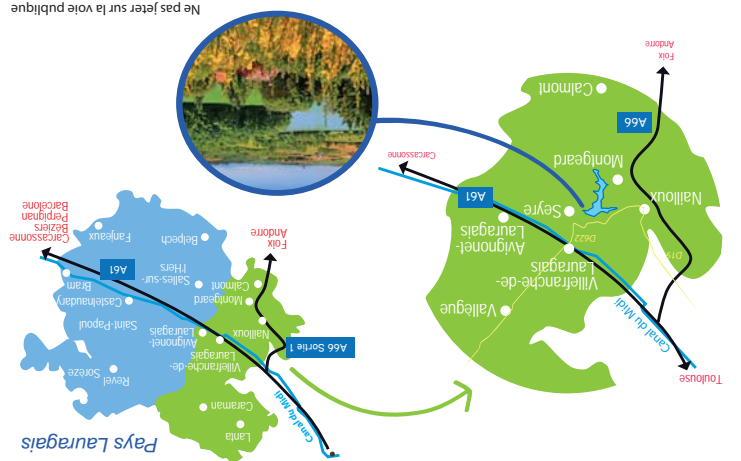 Pays Lauragais
Toulouse
Canal du Midi
Vallègue
Villefranche-de-
Lauragais
D19
D622
Nailloux
Seyre
Avignonet-
Lauragais
A61
Montgeard
Carcassonne
A66
Calmont
Foix
Andorre
Canal du Midi
Lanta
Caraman
Revel
Sorèze
A66 Sortie 1
Villefranche-de-
Lauragais
Nailloux
Avignonet-
Lauragais
Saint-Papoul
Montgeard
Castelnaudary
Calmont
Salles-sur-
l'Hers
Bram
A61
Foix
Andorre
Belpech
Fanjeaux
Carcassonne
Béziers
Perpignan
Barcelone
Ne pas jeter sur la voie publique